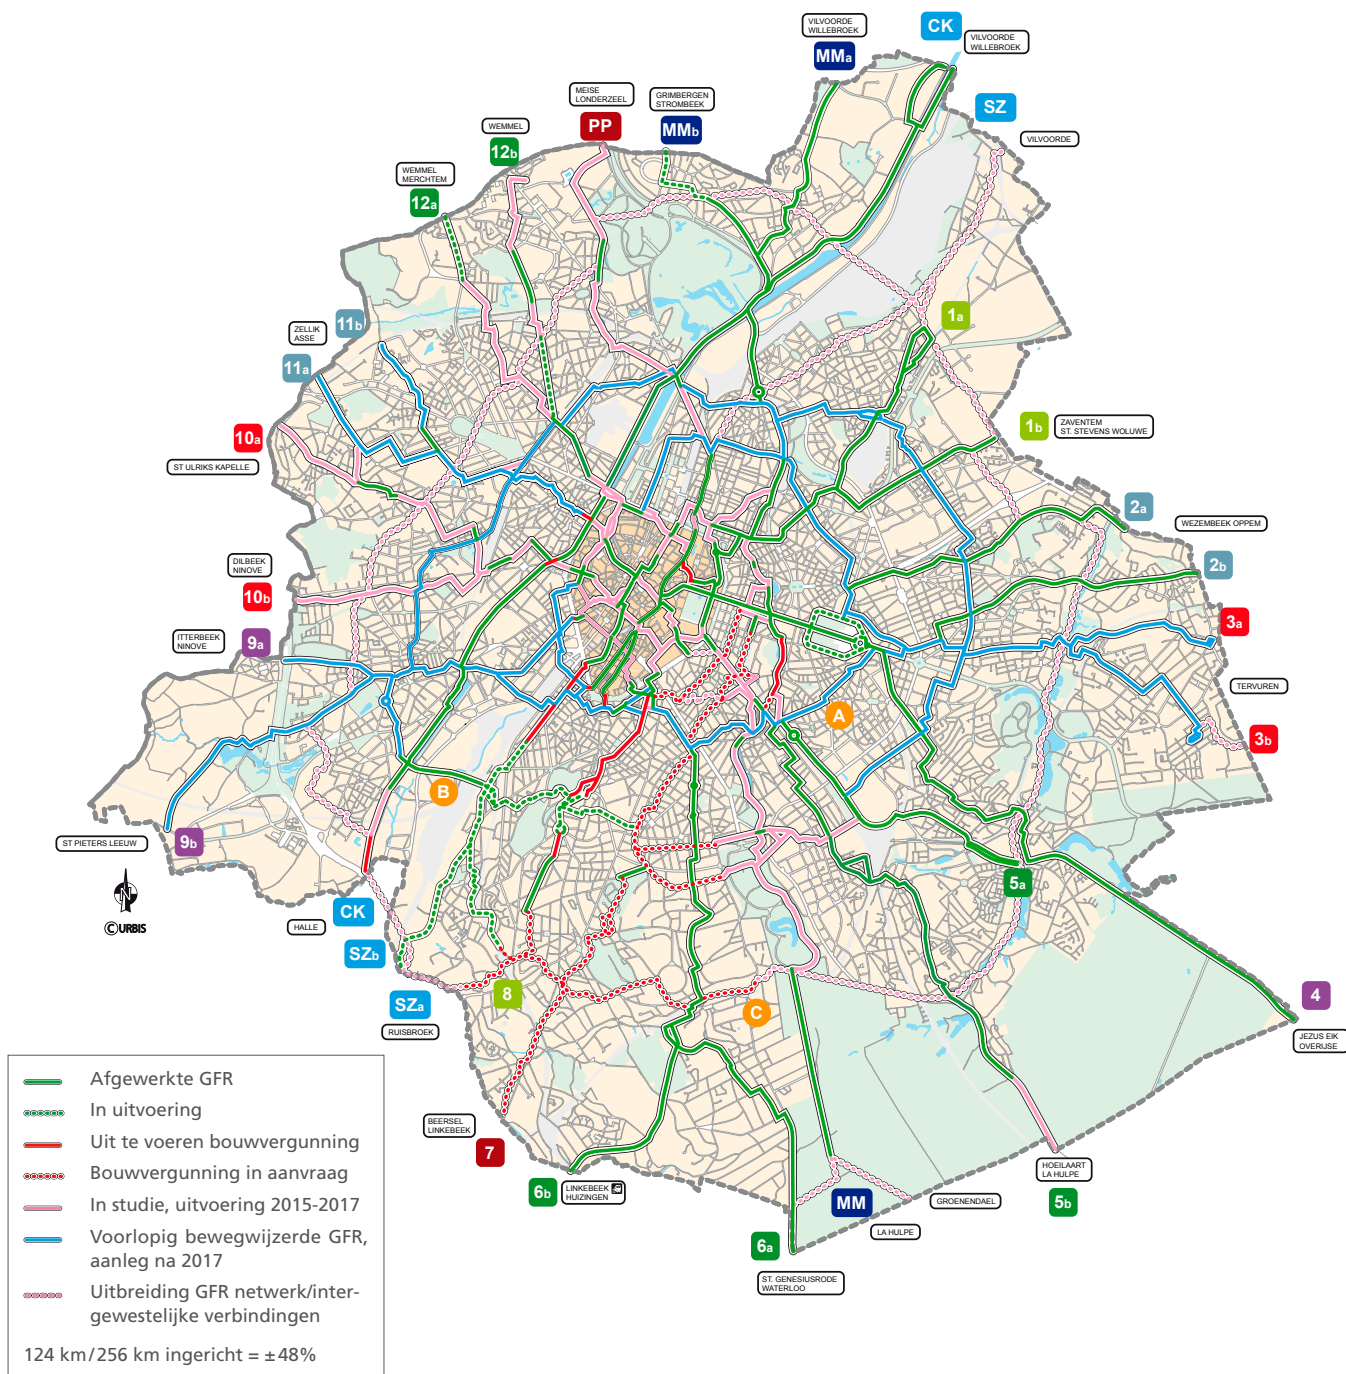 VILVOORDE
WILLEBROEK
CK
MMa
VILVOORDE
WILLEBROEK
MEISE
LONDERZEEL
GRIMBERGEN
STROMBEEK
SZ
PP
MMb
WEMMEL
VILVOORDE
12b
WEMMEL
MERCHTEM
12a
11b
1a
ZELLIK
ASSE
11a
10a
1b
ZAVENTEM
ST. STEVENS WOLUWE
ST ULRIKS KAPELLE
2a
WEZEMBEEK OPPEM
DILBEEK
NINOVE
2b
10b
3a
ITTERBEEK
NINOVE
9a
TERVUREN
A
3b
B
ST PIETERS LEEUW
9b
N
© URBIS
5a
CK
HALLE
SZb
8
4
SZa
C
RUISBROEK
JEZUS EIK
OVERIJSE
Afgewerkte GFR
In uitvoering
Uit te voeren bouwvergunning
Bouwvergunning in aanvraag
In studie, uitvoering 2015-2017
Voorlopig bewegwijzerde GFR,
aanleg na 2017
Uitbreiding GFR netwerk/inter-
gewestelijke verbindingen
124 km/256 km ingericht = ±48%
BEERSEL
LINKEBEEK
7
HOEILAART
LA HULPE
6b
LINKEBEEK
HUIZINGEN
MM
GROENENDAEL
5b
LA HULPE
6a
ST. GENESIUSRODE
WATERLOO